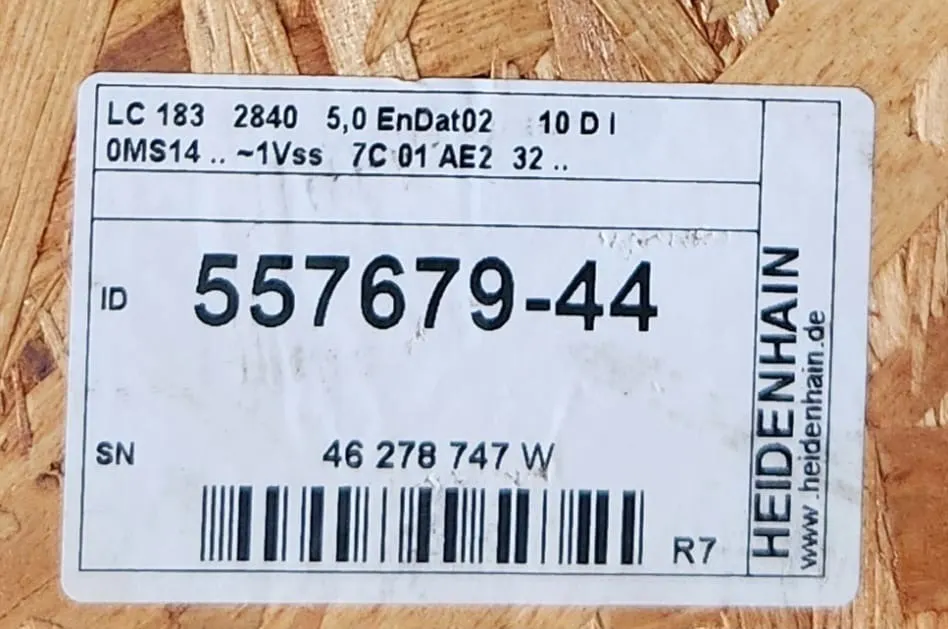 LC 183 2840 5,0 EnDat02 10 D I
0MS14 .. ~1Vss 7C 01 AE2 32 ..
ID 557679-44
SN 46 278 747 W
R7
HEIDENHAIN
www.heidenhain.de